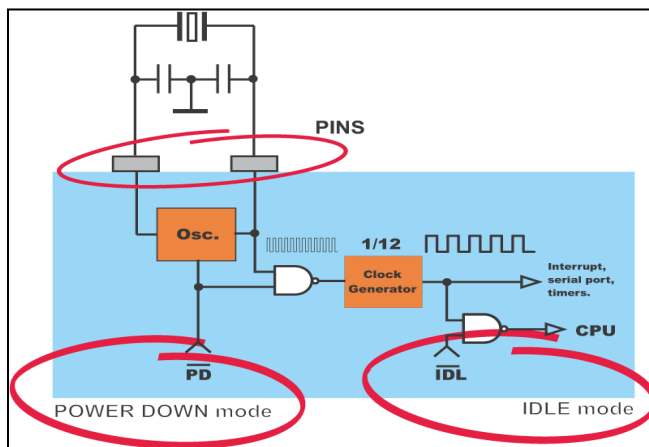 PINS
Osc.
1/12
Clock
Generator
Interrupt,
serial port,
timers.
CPU
PD
IDL
POWER DOWN mode
IDLE mode